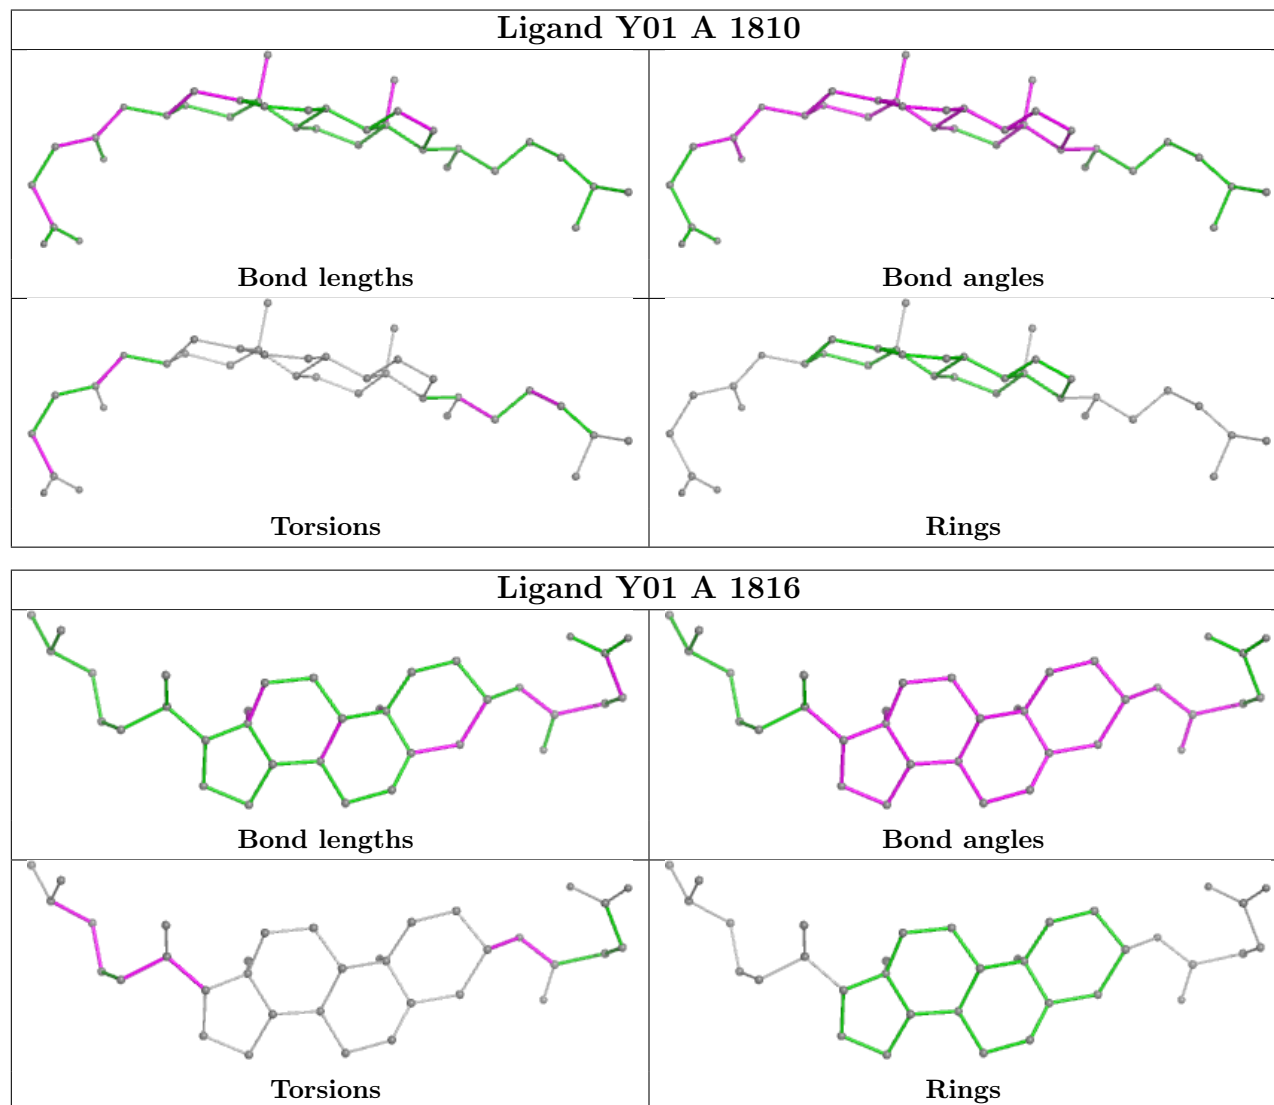 Ligand Y01 A 1810
Bond lengths
Bond angles
Torsions
Rings
Ligand Y01 A 1816
Bond lengths
Bond angles
Torsions
Rings